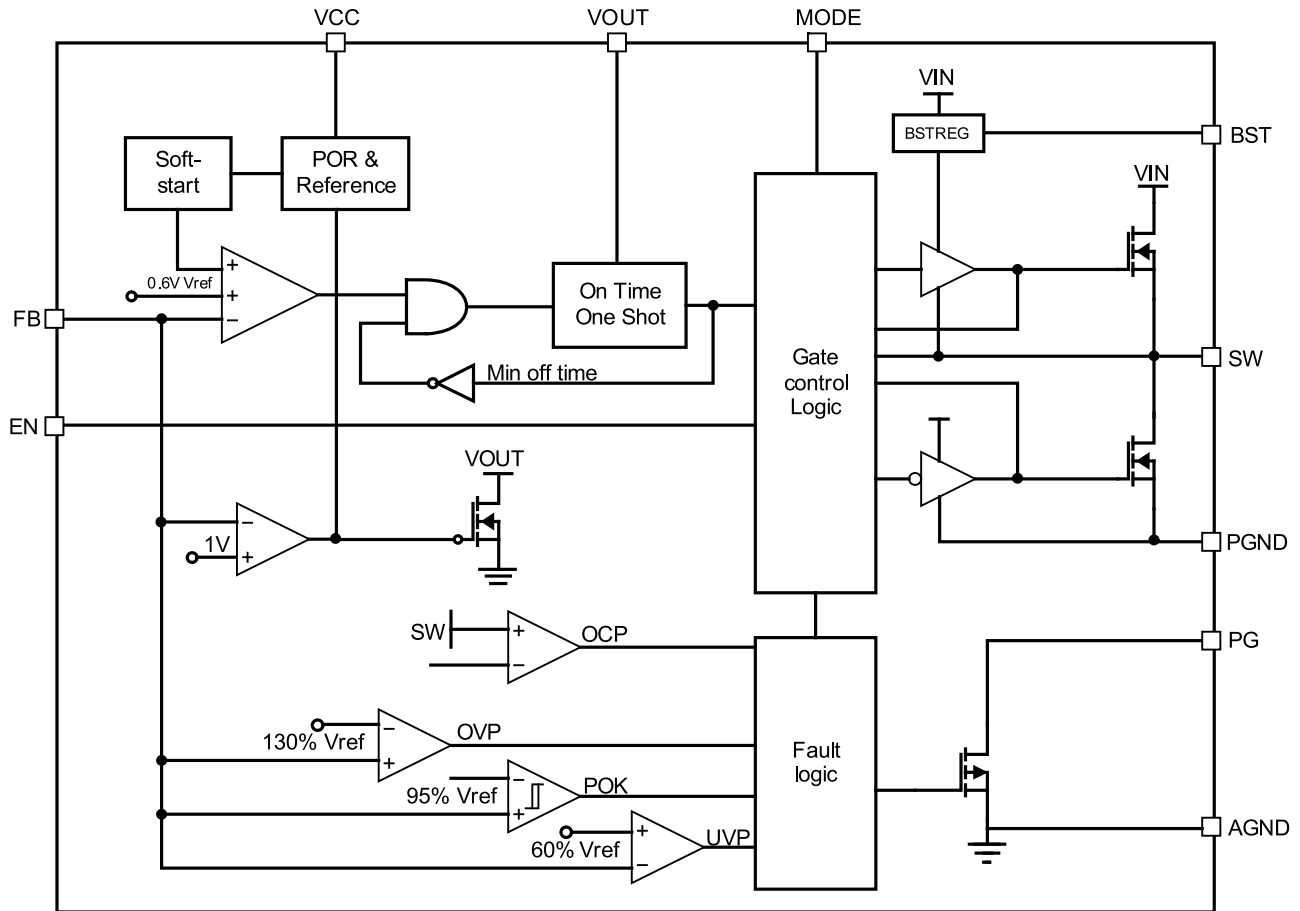 VCC
VOUT
MODE
VIN
BSTREG
BST
Soft-
start
POR &
Reference
VIN
+
0.6V Vref
+
−
FB
On Time
One Shot
Min off time
Gate
control
Logic
SW
EN
VOUT
−
1V
+
PGND
SW
+
−
OCP
PG
−
130% Vref
+
OVP
Fault
logic
−
95% Vref
+
POK
+
60% Vref
−
UVP
AGND